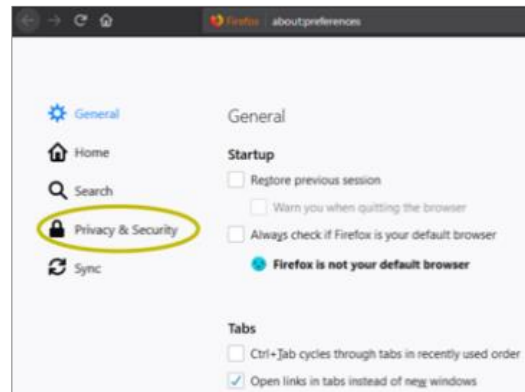 Firefox about:preferences
General
Home
Search
Privacy & Security
Sync
General
Startup
Restore previous session
Warn you when quitting the browser
Always check if Firefox is your default browser
Firefox is not your default browser
Tabs
Ctrl+Tab cycles through tabs in recently used order
Open links in tabs instead of new windows